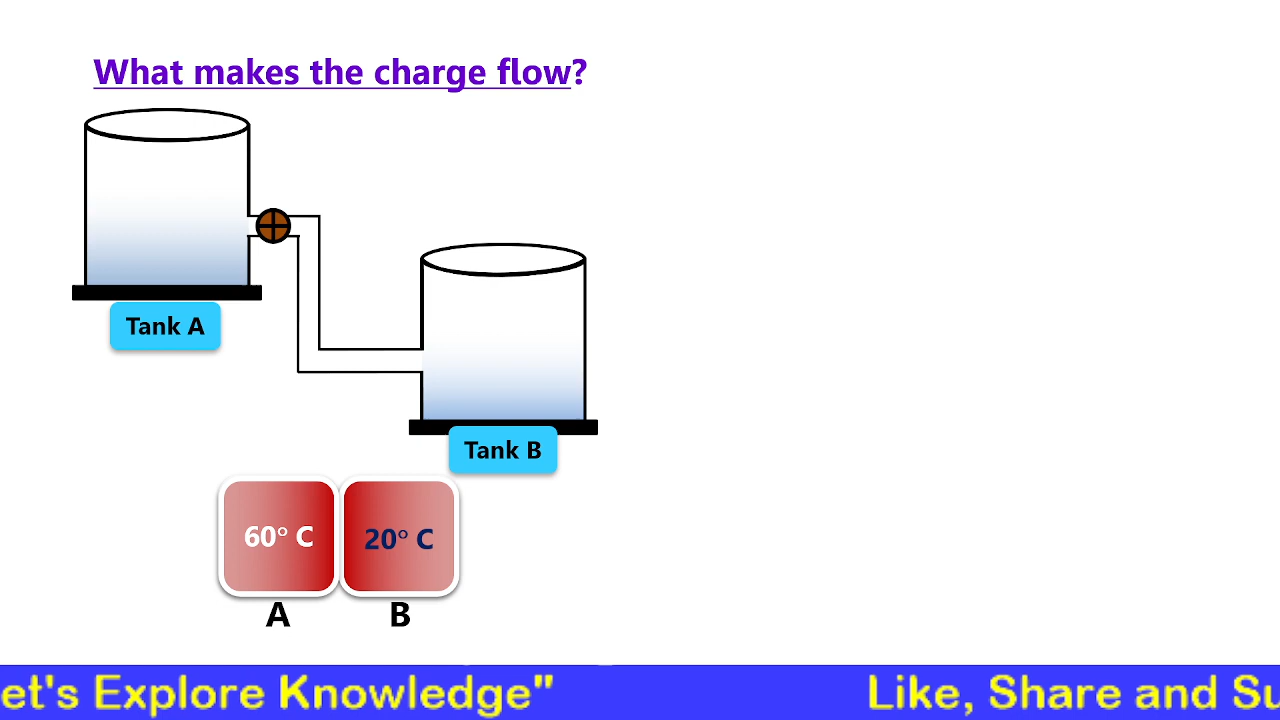 What makes the charge flow?
Tank A
Tank B
60° C
20° C
A
B
et's Explore Knowledge"
Like, Share and Su